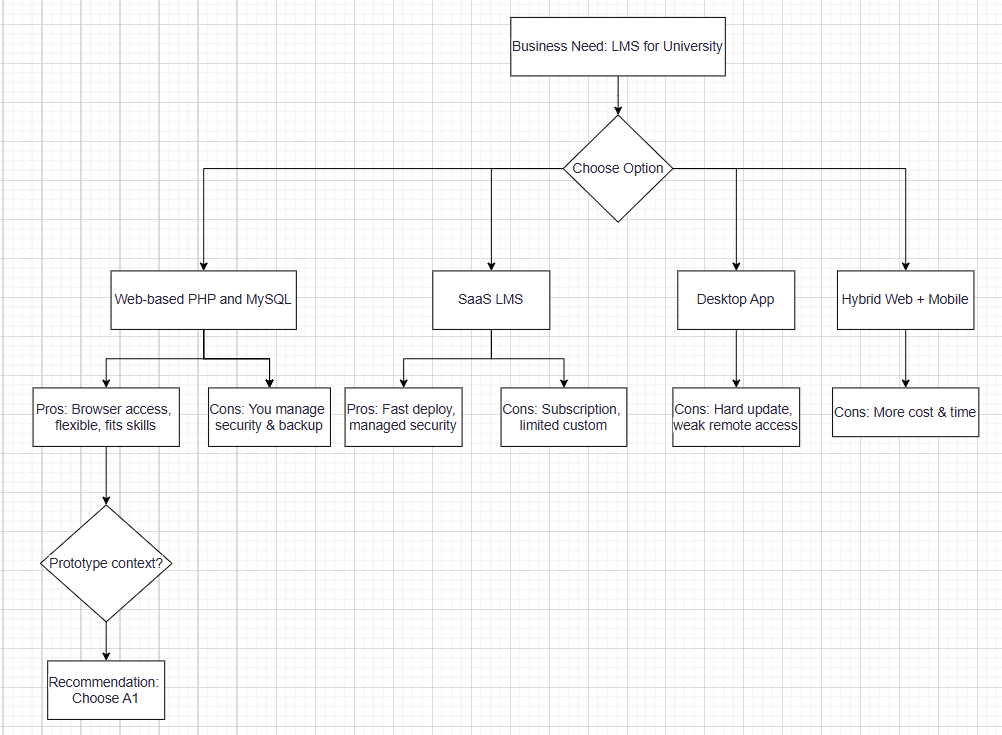 Business Need: LMS for University
Choose Option
Web-based PHP and MySQL
SaaS LMS
Desktop App
Hybrid Web + Mobile
Pros: Browser access,
flexible, fits skills
Cons: You manage
security & backup
Pros: Fast deploy,
managed security
Cons: Subscription,
limited custom
Cons: Hard update,
weak remote access
Cons: More cost & time
Prototype context?
Recommendation:
Choose A1